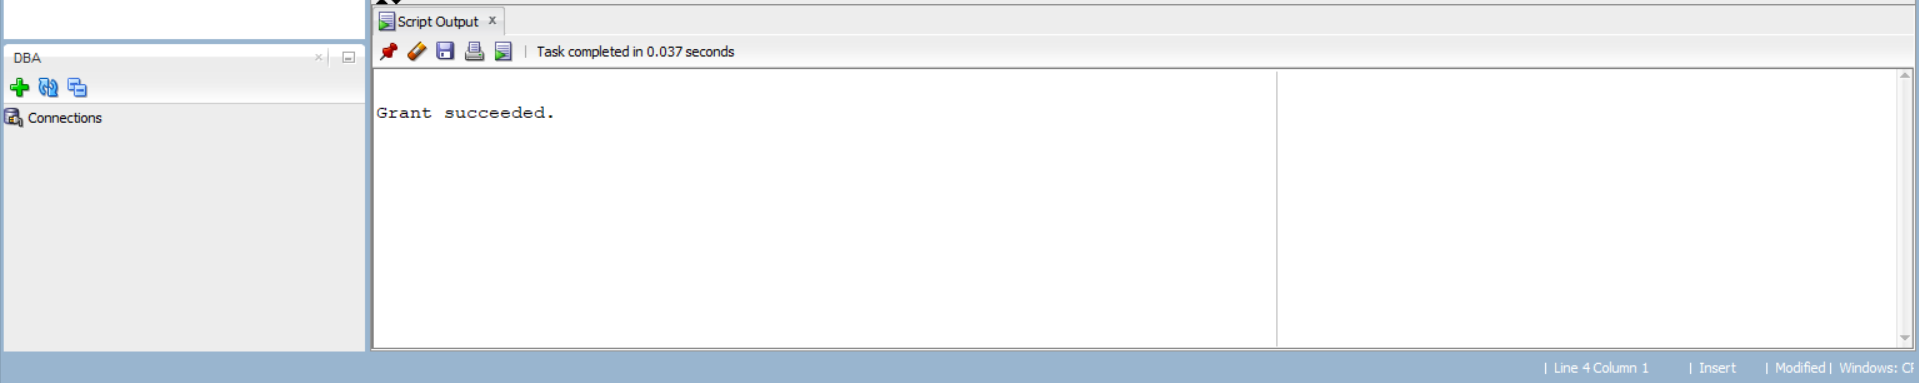 Script Output x
DBA
Task completed in 0.037 seconds
Connections
Grant succeeded.
| Line 4 Column 1 | Insert | Modified | Windows: